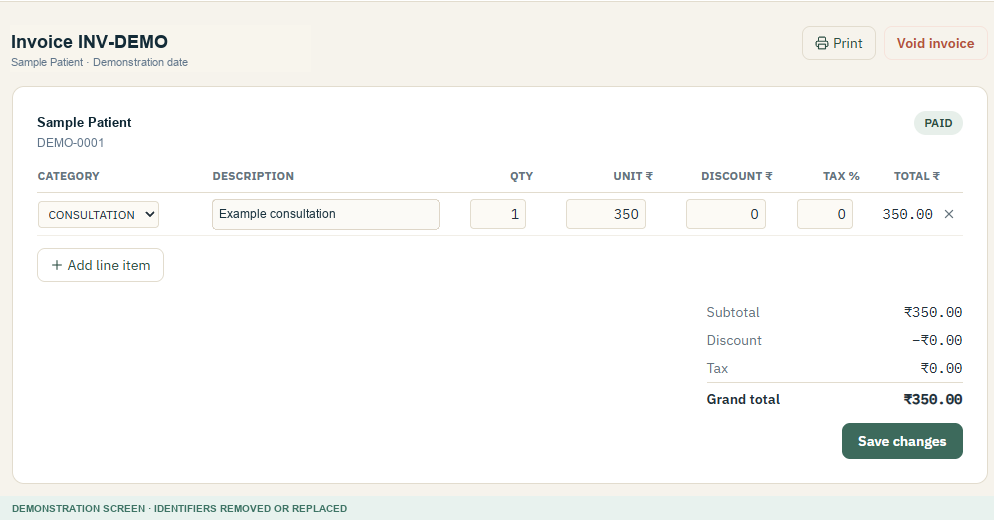 Invoice INV-DEMO
Sample Patient · Demonstration date
Print
Void invoice
Sample Patient
DEMO-0001
PAID
CATEGORY DESCRIPTION QTY UNIT ₹ DISCOUNT ₹ TAX % TOTAL ₹
CONSULTATION Example consultation 1 350 0 0 350.00 ×
+ Add line item
Subtotal ₹350.00
Discount −₹0.00
Tax ₹0.00
Grand total ₹350.00
Save changes
DEMONSTRATION SCREEN · IDENTIFIERS REMOVED OR REPLACED